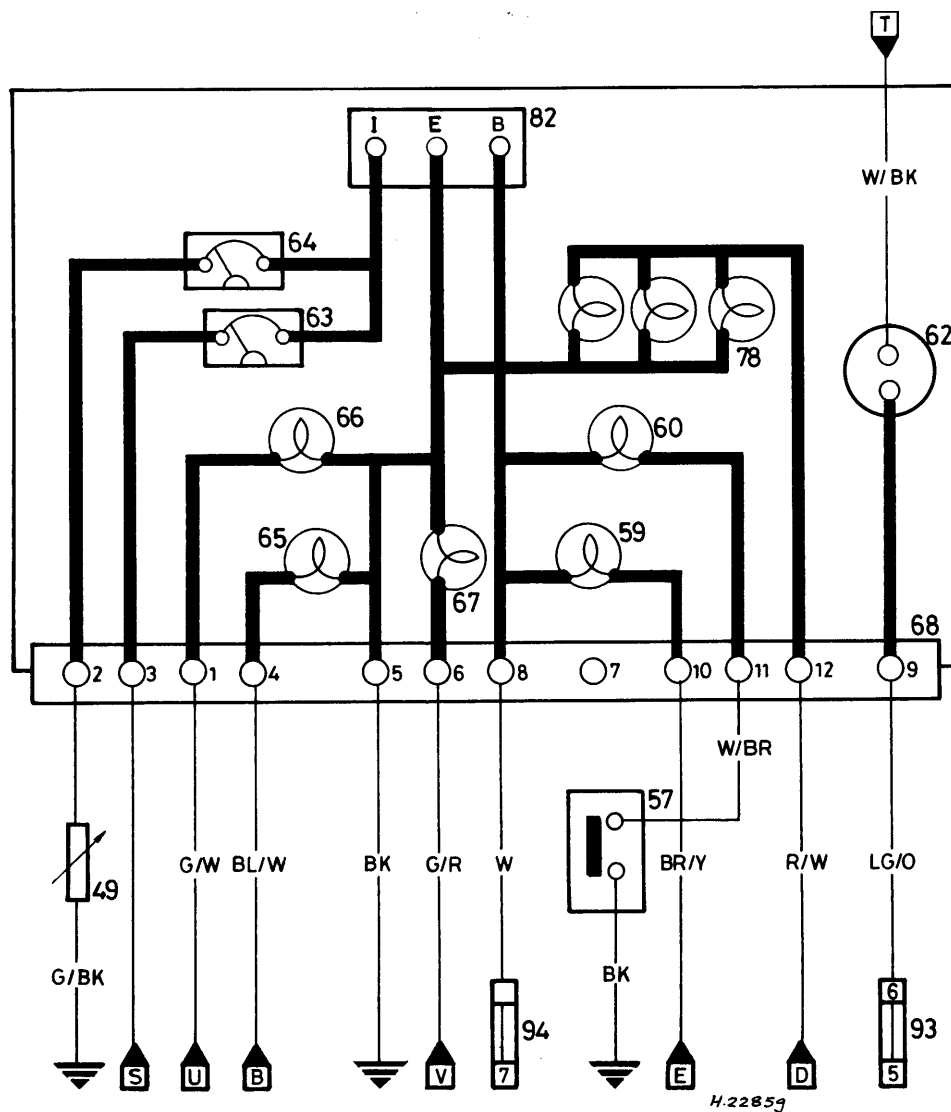 T
I E B 82
W/BK
64
63
62
78
66
60
65
59
67
68
2 3 1 4 5 6 8 7 10 11 12 9
W/BR
57
G/W BL/W BK G/R W BR/Y R/W LG/O
49
G/BK
BK
6
94
93
S U B V 7 E D 5
H.22859